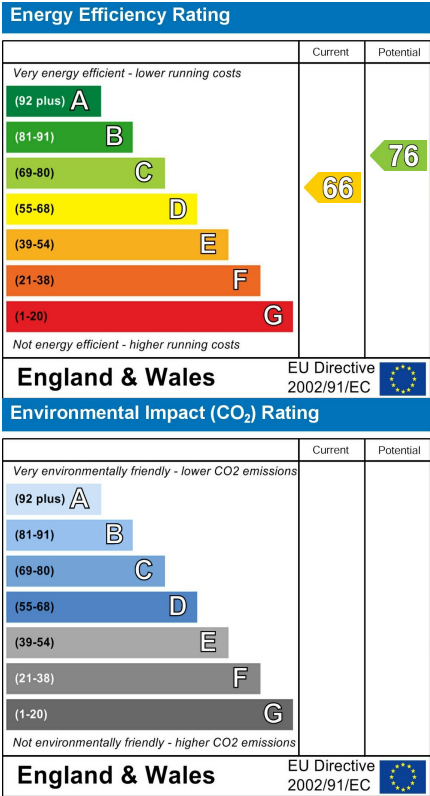 Energy Efficiency Rating
Current Potential
Very energy efficient - lower running costs
(92 plus) A
(81-91) B
(69-80) C
(55-68) D
(39-54) E
(21-38) F
(1-20) G
66
76
Not energy efficient - higher running costs
England & Wales
EU Directive
2002/91/EC
Environmental Impact (CO₂) Rating
Current Potential
Very environmentally friendly - lower CO2 emissions
(92 plus) A
(81-91) B
(69-80) C
(55-68) D
(39-54) E
(21-38) F
(1-20) G
Not environmentally friendly - higher CO2 emissions
England & Wales
EU Directive
2002/91/EC